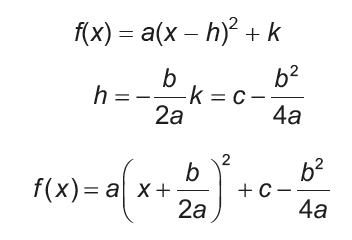 f(x) = a(x – h)² + k
h = –b/2a k = c – b²/4a
f(x) = a(x + b/2a)² + c – b²/4a